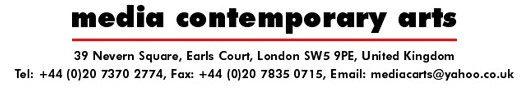 media contemporary arts
39 Nevern Square, Earls Court, London SW5 9PE, United Kingdom
Tel: +44 (0)20 7370 2774, Fax: +44 (0)20 7835 0715, Email: mediacarts@yahoo.co.uk